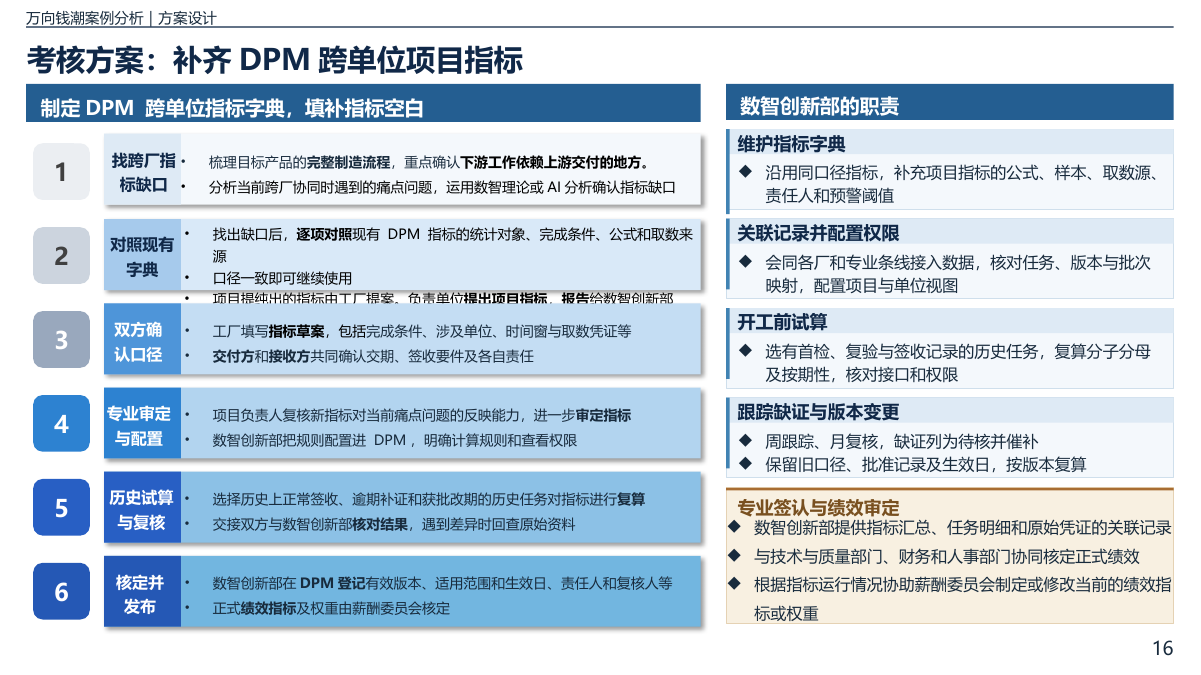 万向钱潮案例分析｜方案设计
考核方案：补齐 DPM 跨单位项目指标
制定 DPM 跨单位指标字典，填补指标空白
1
找跨厂指
标缺口
• 梳理目标产品的完整制造流程，重点确认下游工作依赖上游交付的地方。
• 分析当前跨厂协同时遇到的痛点问题，运用数智理论或 AI 分析确认指标缺口
2
对照现有
字典
• 找出缺口后，逐项对照现有 DPM 指标的统计对象、完成条件、公式和取数来
源
• 口径一致即可继续使用
• 项目提纯出的指标由工厂提案。负责单位提出项目指标，报告给数智创新部
3
双方确
认口径
• 工厂填写指标草案，包括完成条件、涉及单位、时间窗与取数凭证等
• 交付方和接收方共同确认交期、签收要件及各自责任
4
专业审定
与配置
• 项目负责人复核新指标对当前痛点问题的反映能力，进一步审定指标
• 数智创新部把规则配置进 DPM ，明确计算规则和查看权限
5
历史试算
与复核
• 选择历史上正常签收、逾期补证和获批改期的历史任务对指标进行复算
• 交接双方与数智创新部核对结果，遇到差异时回查原始资料
6
核定并
发布
• 数智创新部在 DPM 登记有效版本、适用范围和生效日、责任人和复核人等
• 正式绩效指标及权重由薪酬委员会核定
数智创新部的职责
维护指标字典
◆ 沿用同口径指标，补充项目指标的公式、样本、取数源、
责任人和预警阈值
关联记录并配置权限
◆ 会同各厂和专业条线接入数据，核对任务、版本与批次
映射，配置项目与单位视图
开工前试算
◆ 选有首检、复验与签收记录的历史任务，复算分子分母
及按期性，核对接口和权限
跟踪缺证与版本变更
◆ 周跟踪、月复核，缺证列为待核并催补
◆ 保留旧口径、批准记录及生效日，按版本复算
专业签认与绩效审定
◆ 数智创新部提供指标汇总、任务明细和原始凭证的关联记录
◆ 与技术与质量部门、财务和人事部门协同核定正式绩效
◆ 根据指标运行情况协助薪酬委员会制定或修改当前的绩效指
标或权重
16